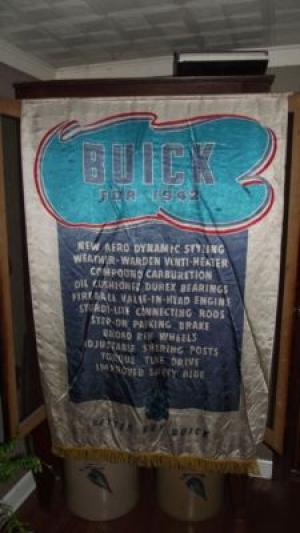 BUICK
FOR 1942
NEW AERO DYNAMIC STYLING
WEATHER-WARDEN VENTI-HEATER
COMPOUND CARBURETION
OIL CUSHIONED DUREX BEARINGS
FIREBALL VALVE-IN-HEAD ENGINE
STURDI-LITE CONNECTING RODS
STEP-ON PARKING BRAKE
BROAD RIM WHEELS
ADJUSTABLE STEERING POSTS
TORQUE TUBE DRIVE
IMPROVED SAFTY RIDE
BETTER BUY BUICK